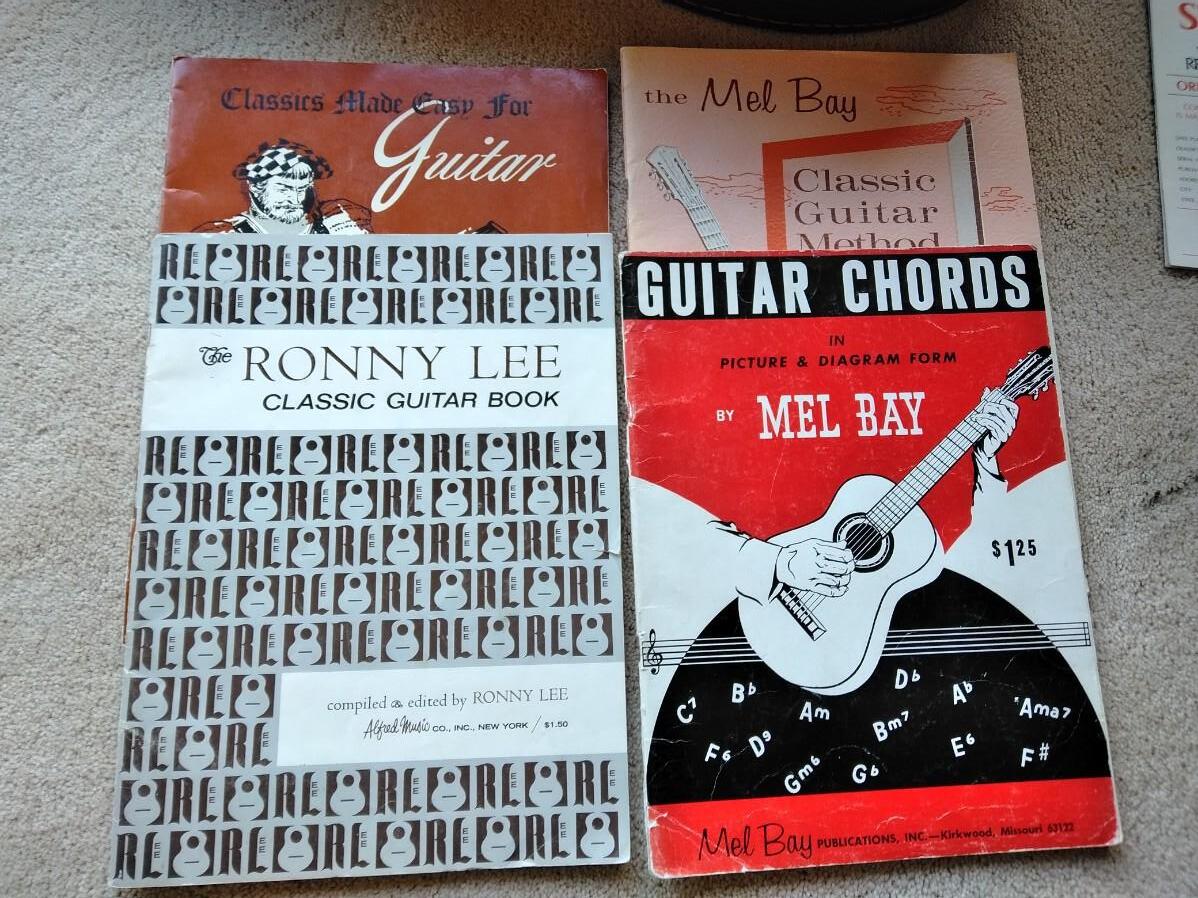 Classics Made Easy For
Guitar
the Mel Bay
Classic
Guitar
Method
The RONNY LEE
CLASSIC GUITAR BOOK
compiled & edited by RONNY LEE
Alfred Music CO., INC., NEW YORK / $1.50
GUITAR CHORDS
IN
PICTURE & DIAGRAM FORM
BY MEL BAY
$1.25
C7 Bb Am Db Ab Ama7
F6 D9 Bm7 E6 F#
Gm6 Gb
Mel Bay PUBLICATIONS, INC.—Kirkwood, Missouri 63122